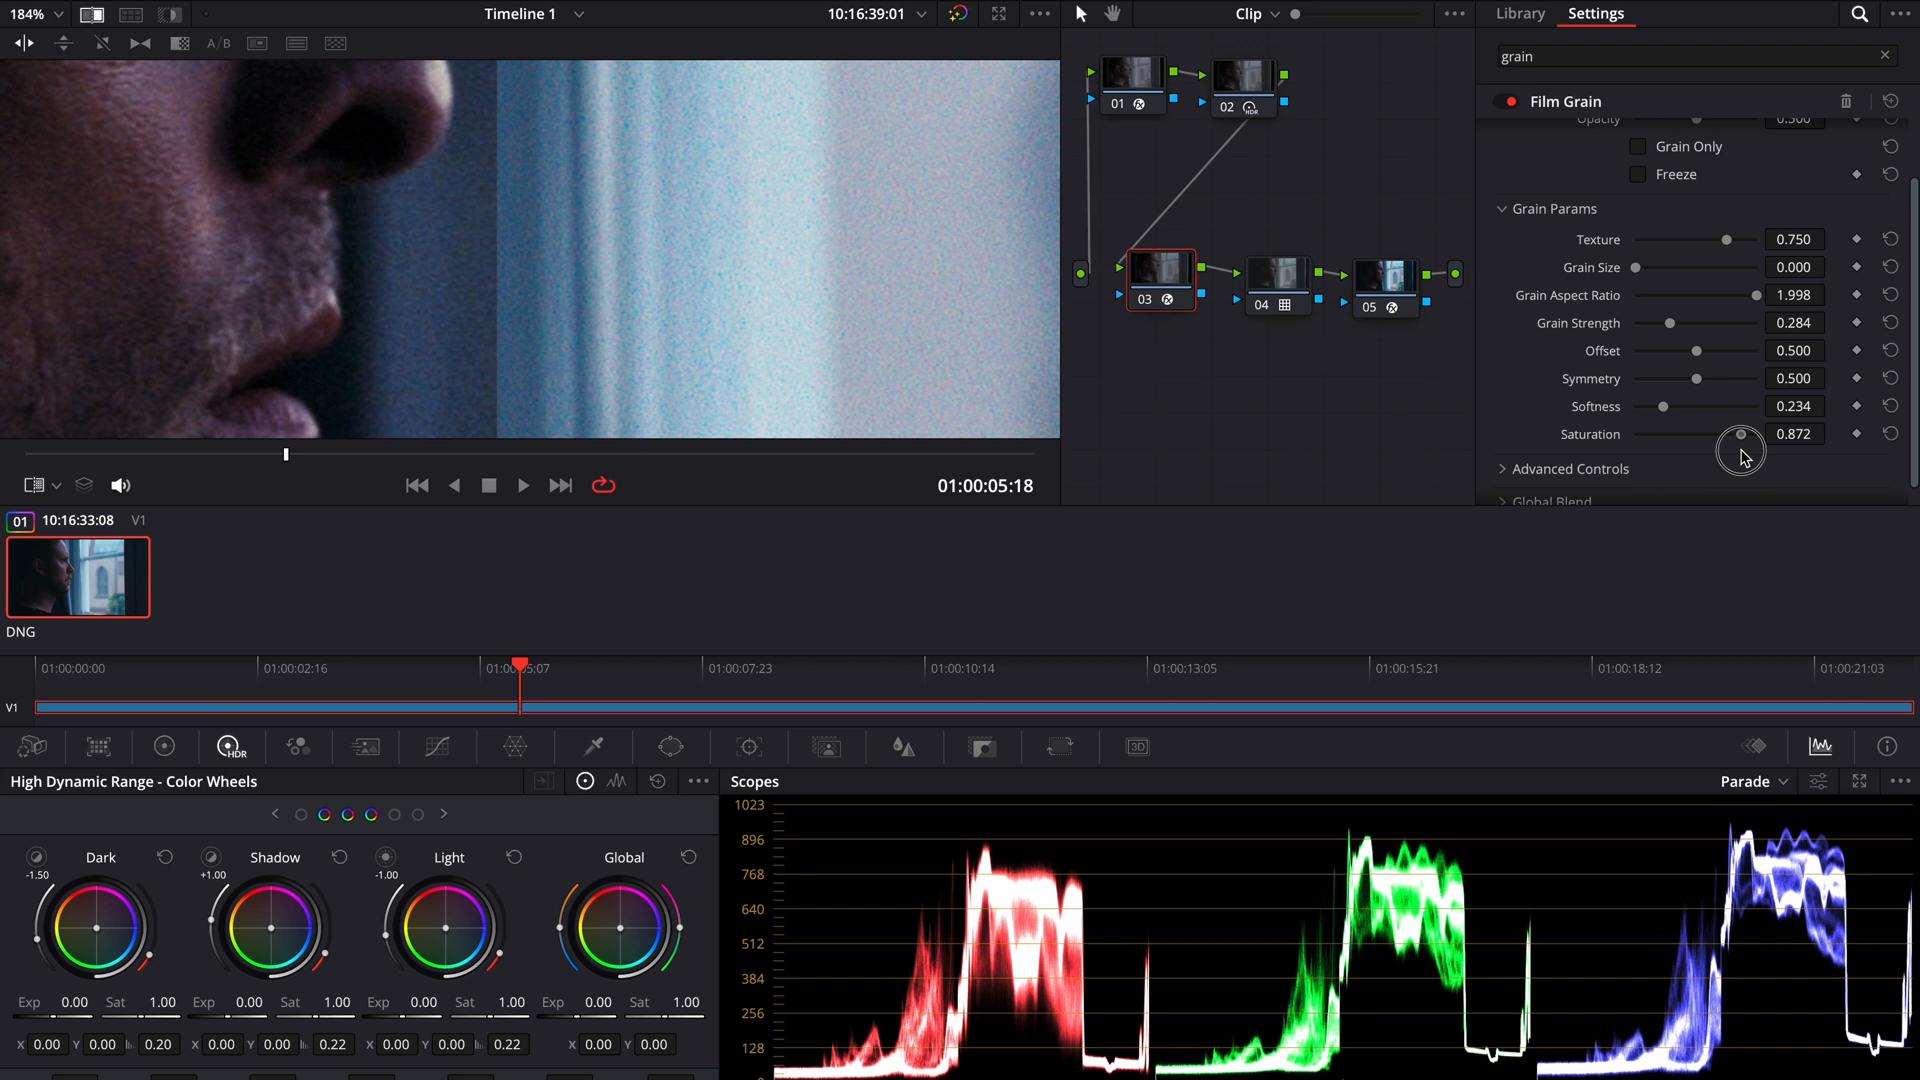 184%
Timeline 1
10:16:39:01
Clip
Library
Settings
A/B
grain
01
02
HDR
Film Grain
Opacity
0.500
Grain Only
Freeze
Grain Params
Texture
0.750
Grain Size
0.000
Grain Aspect Ratio
1.998
Grain Strength
0.284
Offset
0.500
Symmetry
0.500
Softness
0.234
Saturation
0.872
Advanced Controls
Global Blend
03
04
05
01:00:05:18
01
10:16:33:08
V1
DNG
01:00:00:00
01:00:02:16
01:00:07:23
01:00:10:14
01:00:13:05
01:00:15:21
01:00:18:12
01:00:21:03
V1
HDR
3D
High Dynamic Range - Color Wheels
Scopes
Parade
Dark
Shadow
Light
Global
-1.50
+1.00
-1.00
Exp 0.00 Sat 1.00
Exp 0.00 Sat 1.00
Exp 0.00 Sat 1.00
Exp 0.00 Sat 1.00
X 0.00 Y 0.00 0.20
X 0.00 Y 0.00 0.22
X 0.00 Y 0.00 0.22
X 0.00 Y 0.00
1023
896
768
640
512
384
256
128